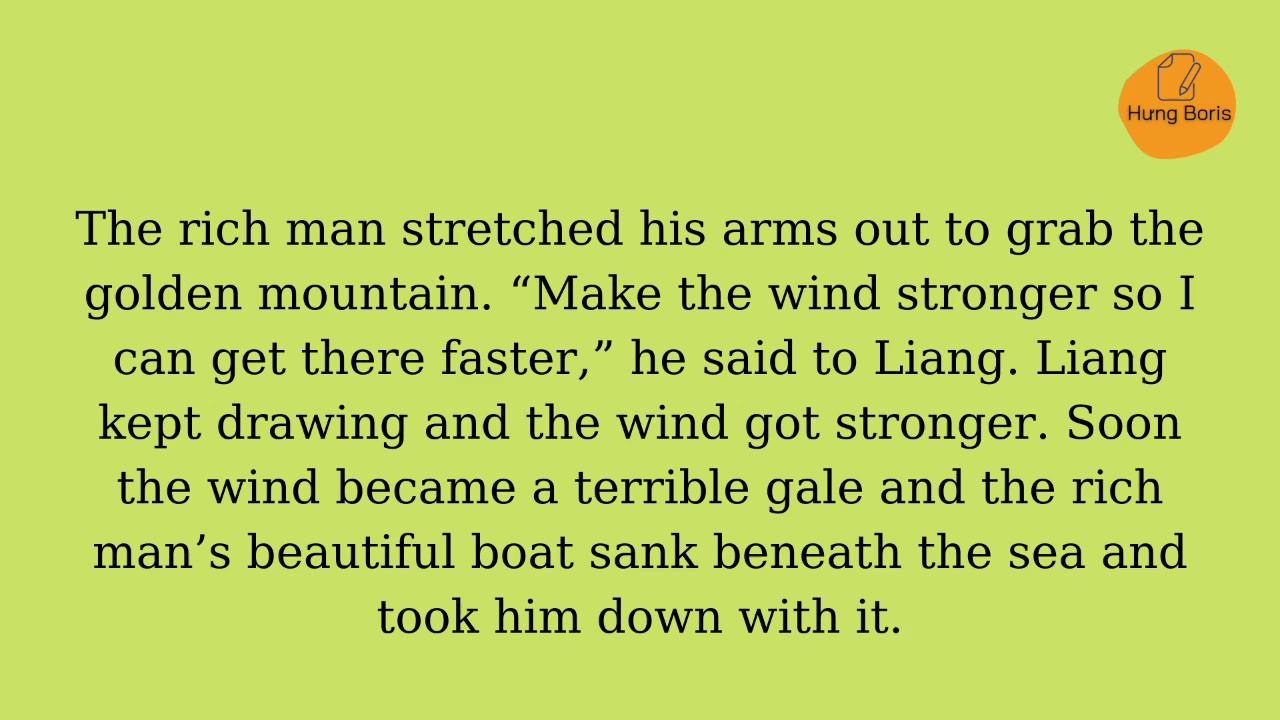 Hưng Boris
The rich man stretched his arms out to grab the
golden mountain. “Make the wind stronger so I
can get there faster,” he said to Liang. Liang
kept drawing and the wind got stronger. Soon
the wind became a terrible gale and the rich
man’s beautiful boat sank beneath the sea and
took him down with it.